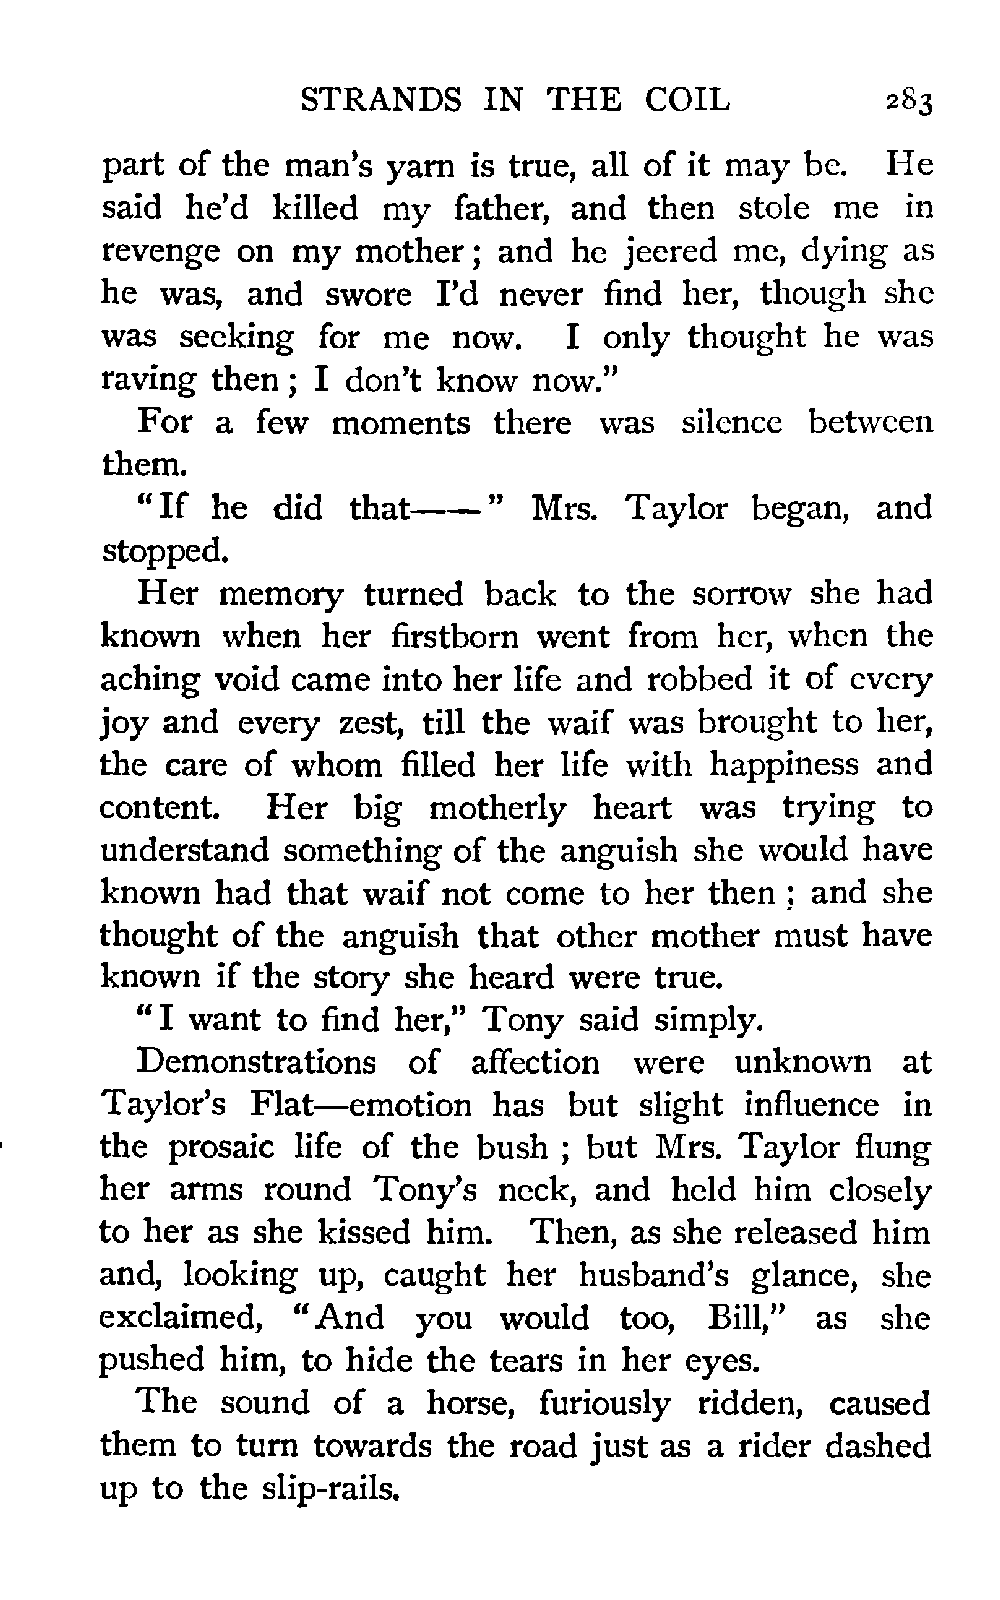 STRANDS IN THE COIL 283
part of the man's yarn is true, all of it may be. He
said he'd killed my father, and then stole me in
revenge on my mother; and he jeered me, dying as
he was, and swore I'd never find her, though she
was seeking for me now. I only thought he was
raving then; I don't know now."
For a few moments there was silence between
them.
"If he did that——" Mrs. Taylor began, and
stopped.
Her memory turned back to the sorrow she had
known when her firstborn went from her, when the
aching void came into her life and robbed it of every
joy and every zest, till the waif was brought to her,
the care of whom filled her life with happiness and
content. Her big motherly heart was trying to
understand something of the anguish she would have
known had that waif not come to her then; and she
thought of the anguish that other mother must have
known if the story she heard were true.
"I want to find her," Tony said simply.
Demonstrations of affection were unknown at
Taylor's Flat—emotion has but slight influence in
the prosaic life of the bush; but Mrs. Taylor flung
her arms round Tony's neck, and held him closely
to her as she kissed him. Then, as she released him
and, looking up, caught her husband's glance, she
exclaimed, "And you would too, Bill," as she
pushed him, to hide the tears in her eyes.
The sound of a horse, furiously ridden, caused
them to turn towards the road just as a rider dashed
up to the slip-rails.